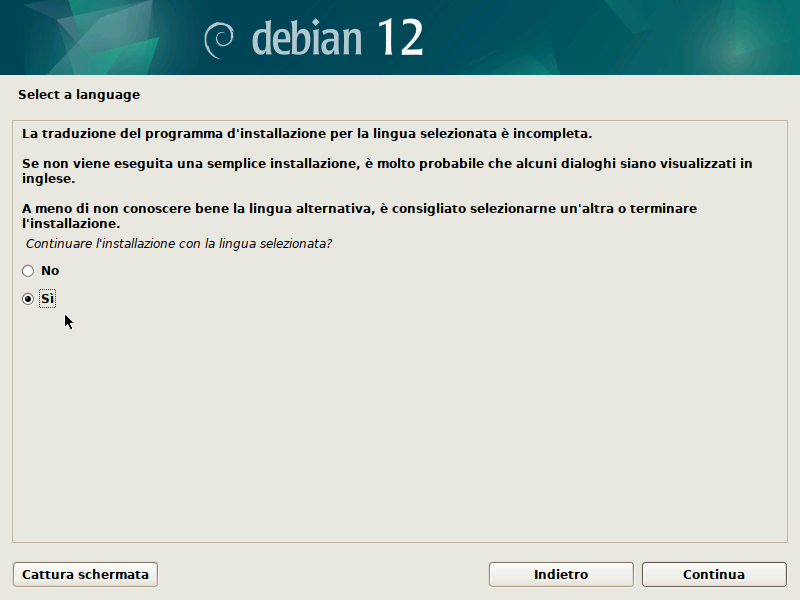 debian 12
Select a language
La traduzione del programma d'installazione per la lingua selezionata è incompleta.
Se non viene eseguita una semplice installazione, è molto probabile che alcuni dialoghi siano visualizzati in
inglese.
A meno di non conoscere bene la lingua alternativa, è consigliato selezionarne un'altra o terminare
l'installazione.
Continuare l'installazione con la lingua selezionata?
No
Sì
Cattura schermata
Indietro
Continua